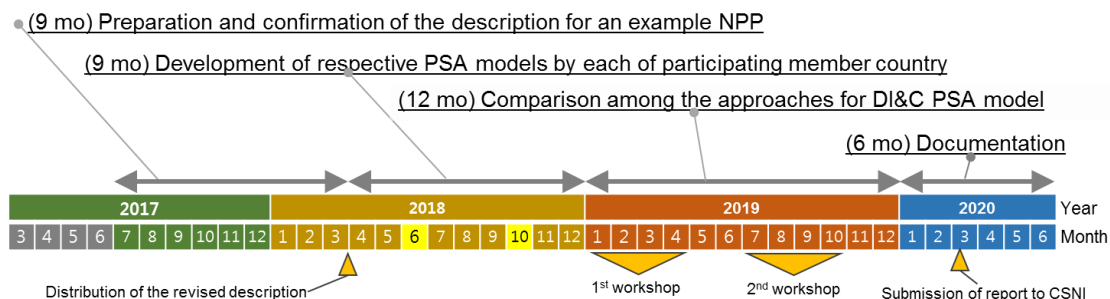 (9 mo) Preparation and confirmation of the description for an example NPP
(9 mo) Development of respective PSA models by each of participating member country
(12 mo) Comparison among the approaches for DI&C PSA model
(6 mo) Documentation
2017 2018 2019 2020 Year
3 4 5 6 7 8 9 10 11 12 1 2 3 4 5 6 7 8 9 10 11 12 1 2 3 4 5 6 7 8 9 10 11 12 1 2 3 4 5 6 Month
Distribution of the revised description 1st workshop 2nd workshop Submission of report to CSNI